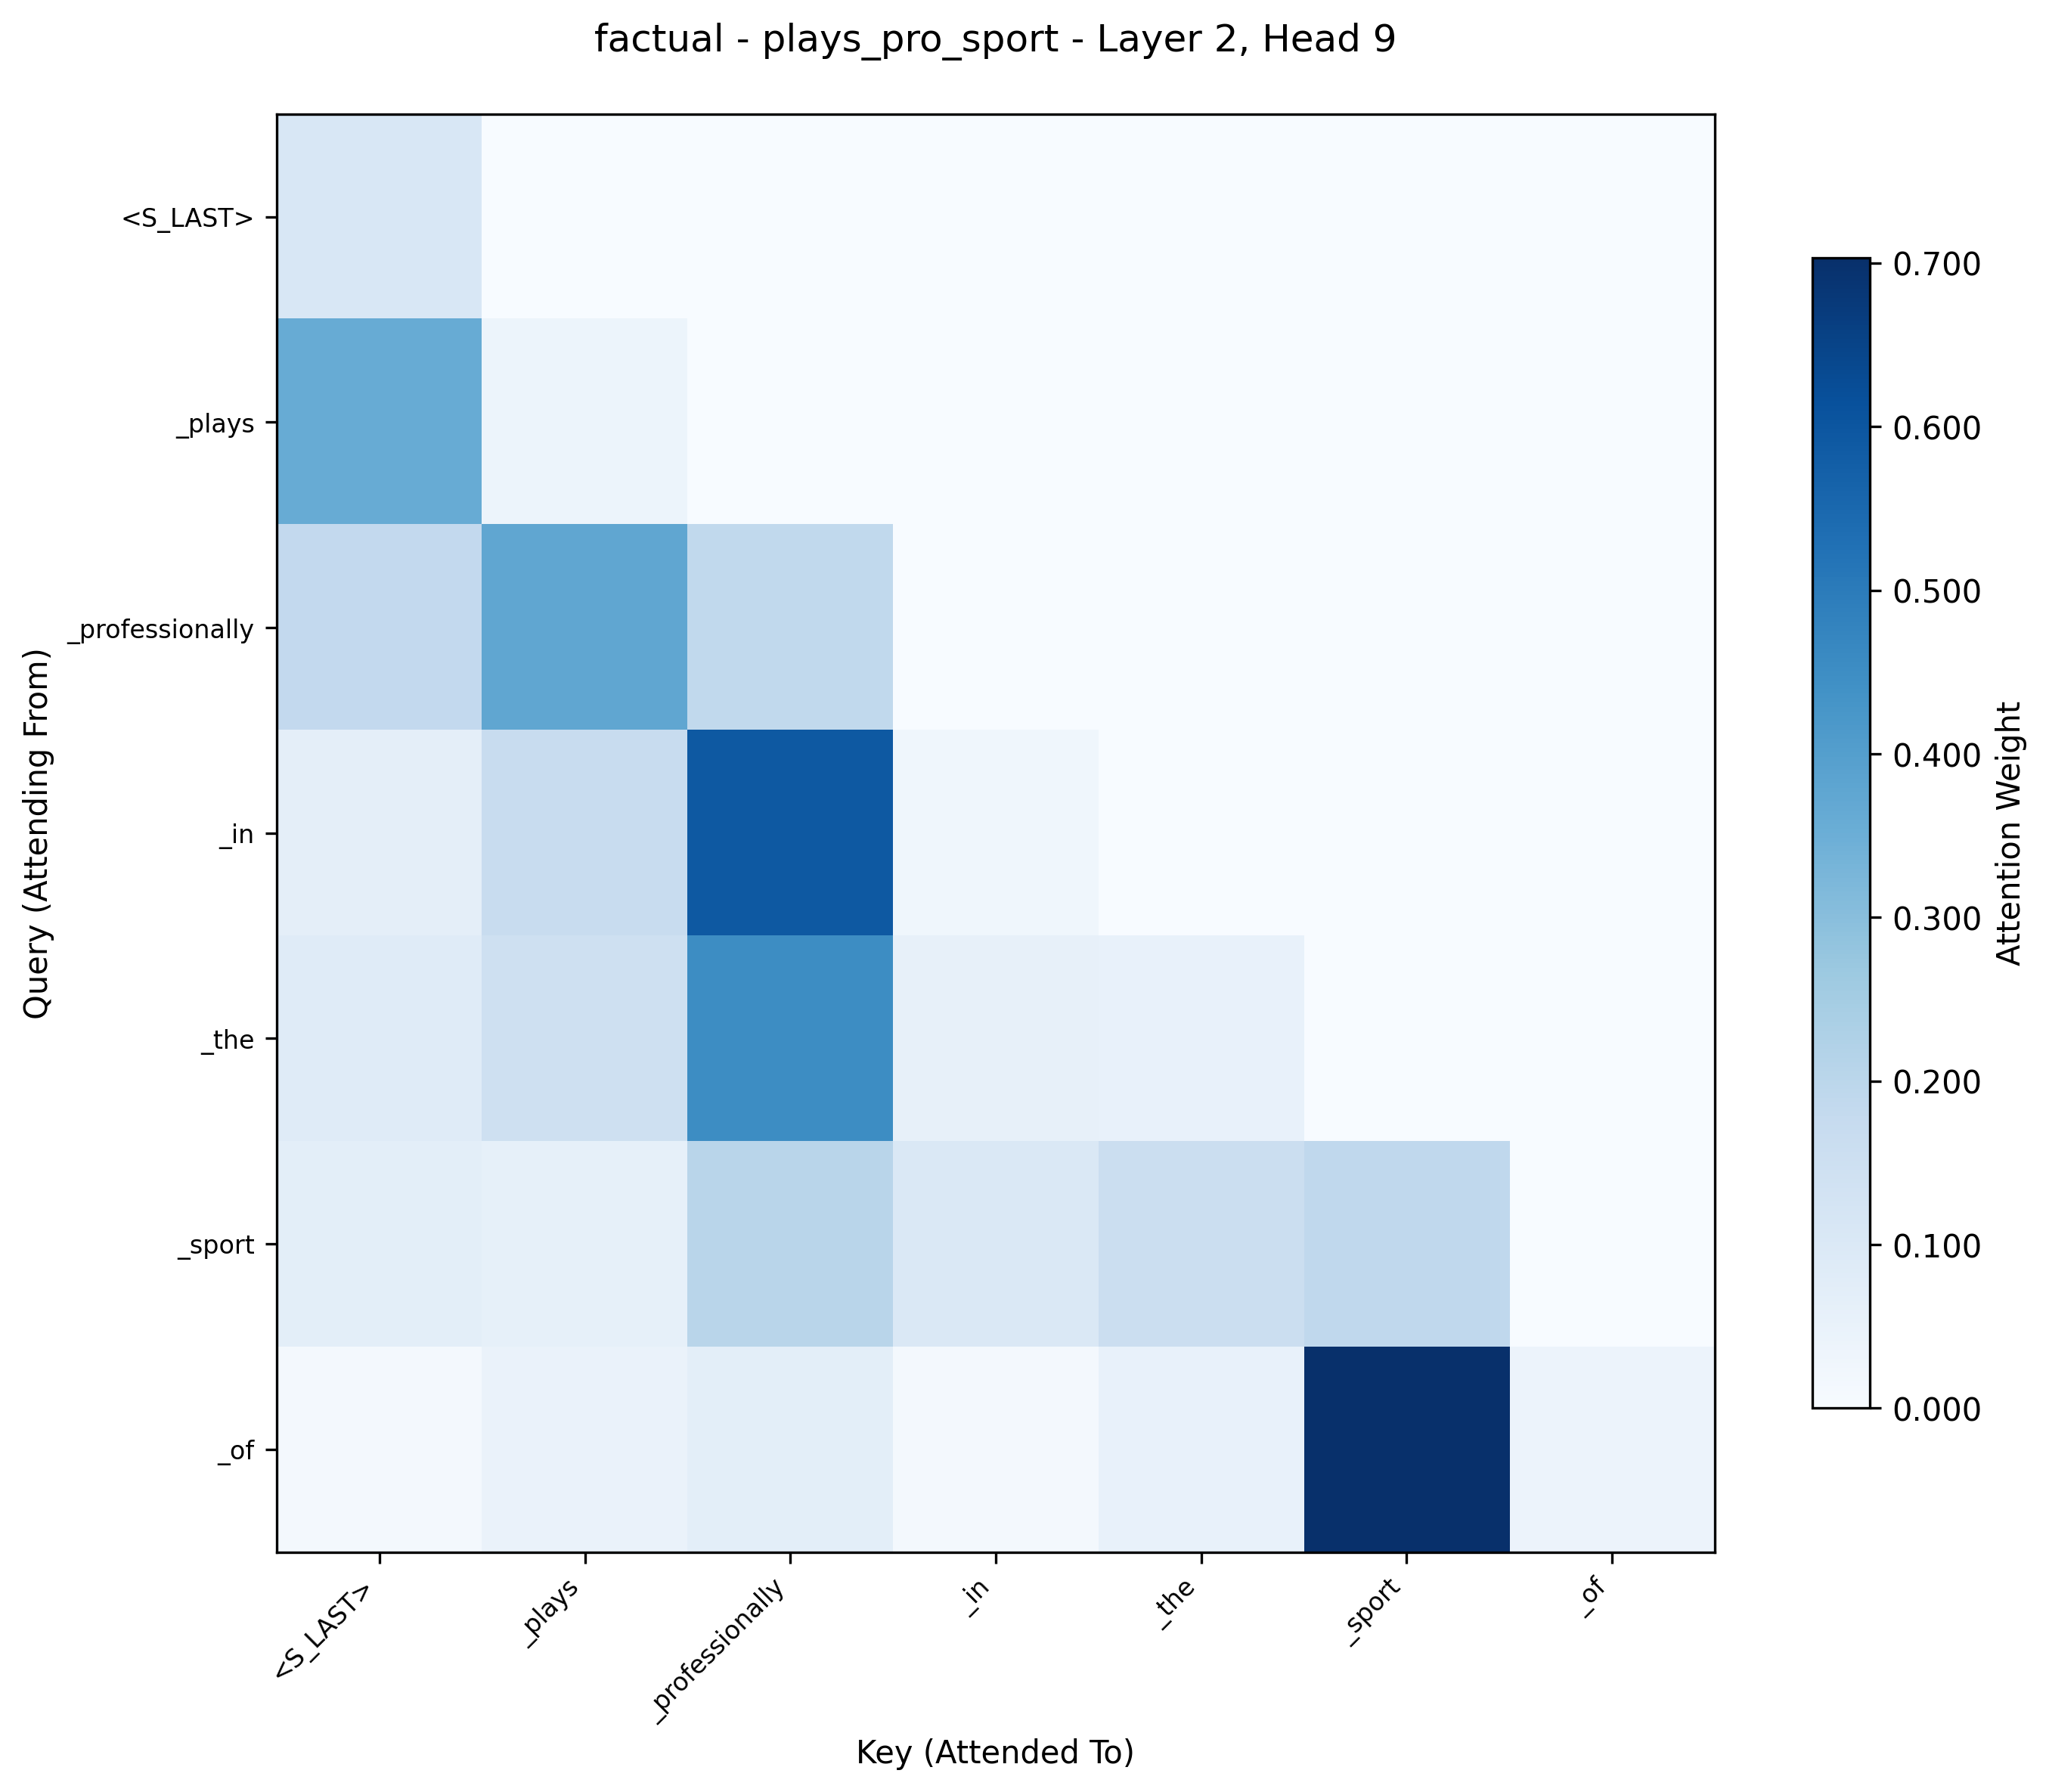 factual - plays_pro_sport - Layer 2, Head 9
<S_LAST>
_plays
_professionally
_in
_the
_sport
_of
Query (Attending From)
<S_LAST>
_plays
_professionally
_in
_the
_sport
_of
Key (Attended To)
0.700
0.600
0.500
0.400
0.300
0.200
0.100
0.000
Attention Weight